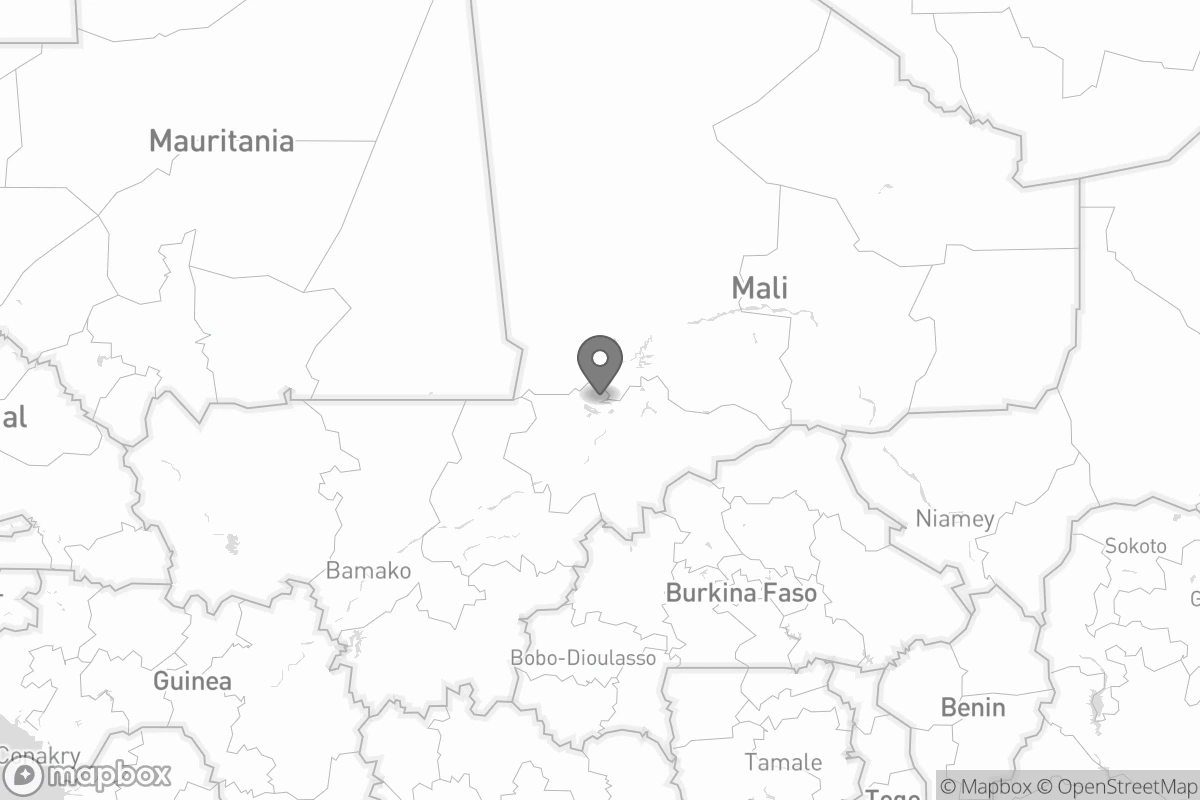 Mauritania
Mali
al
Niamey
Sokoto
Bamako
Burkina Faso
G
Bobo-Dioulasso
Guinea
Benin
Conakry
Tamale
mapbox
© Mapbox © OpenStreetMap
Togo